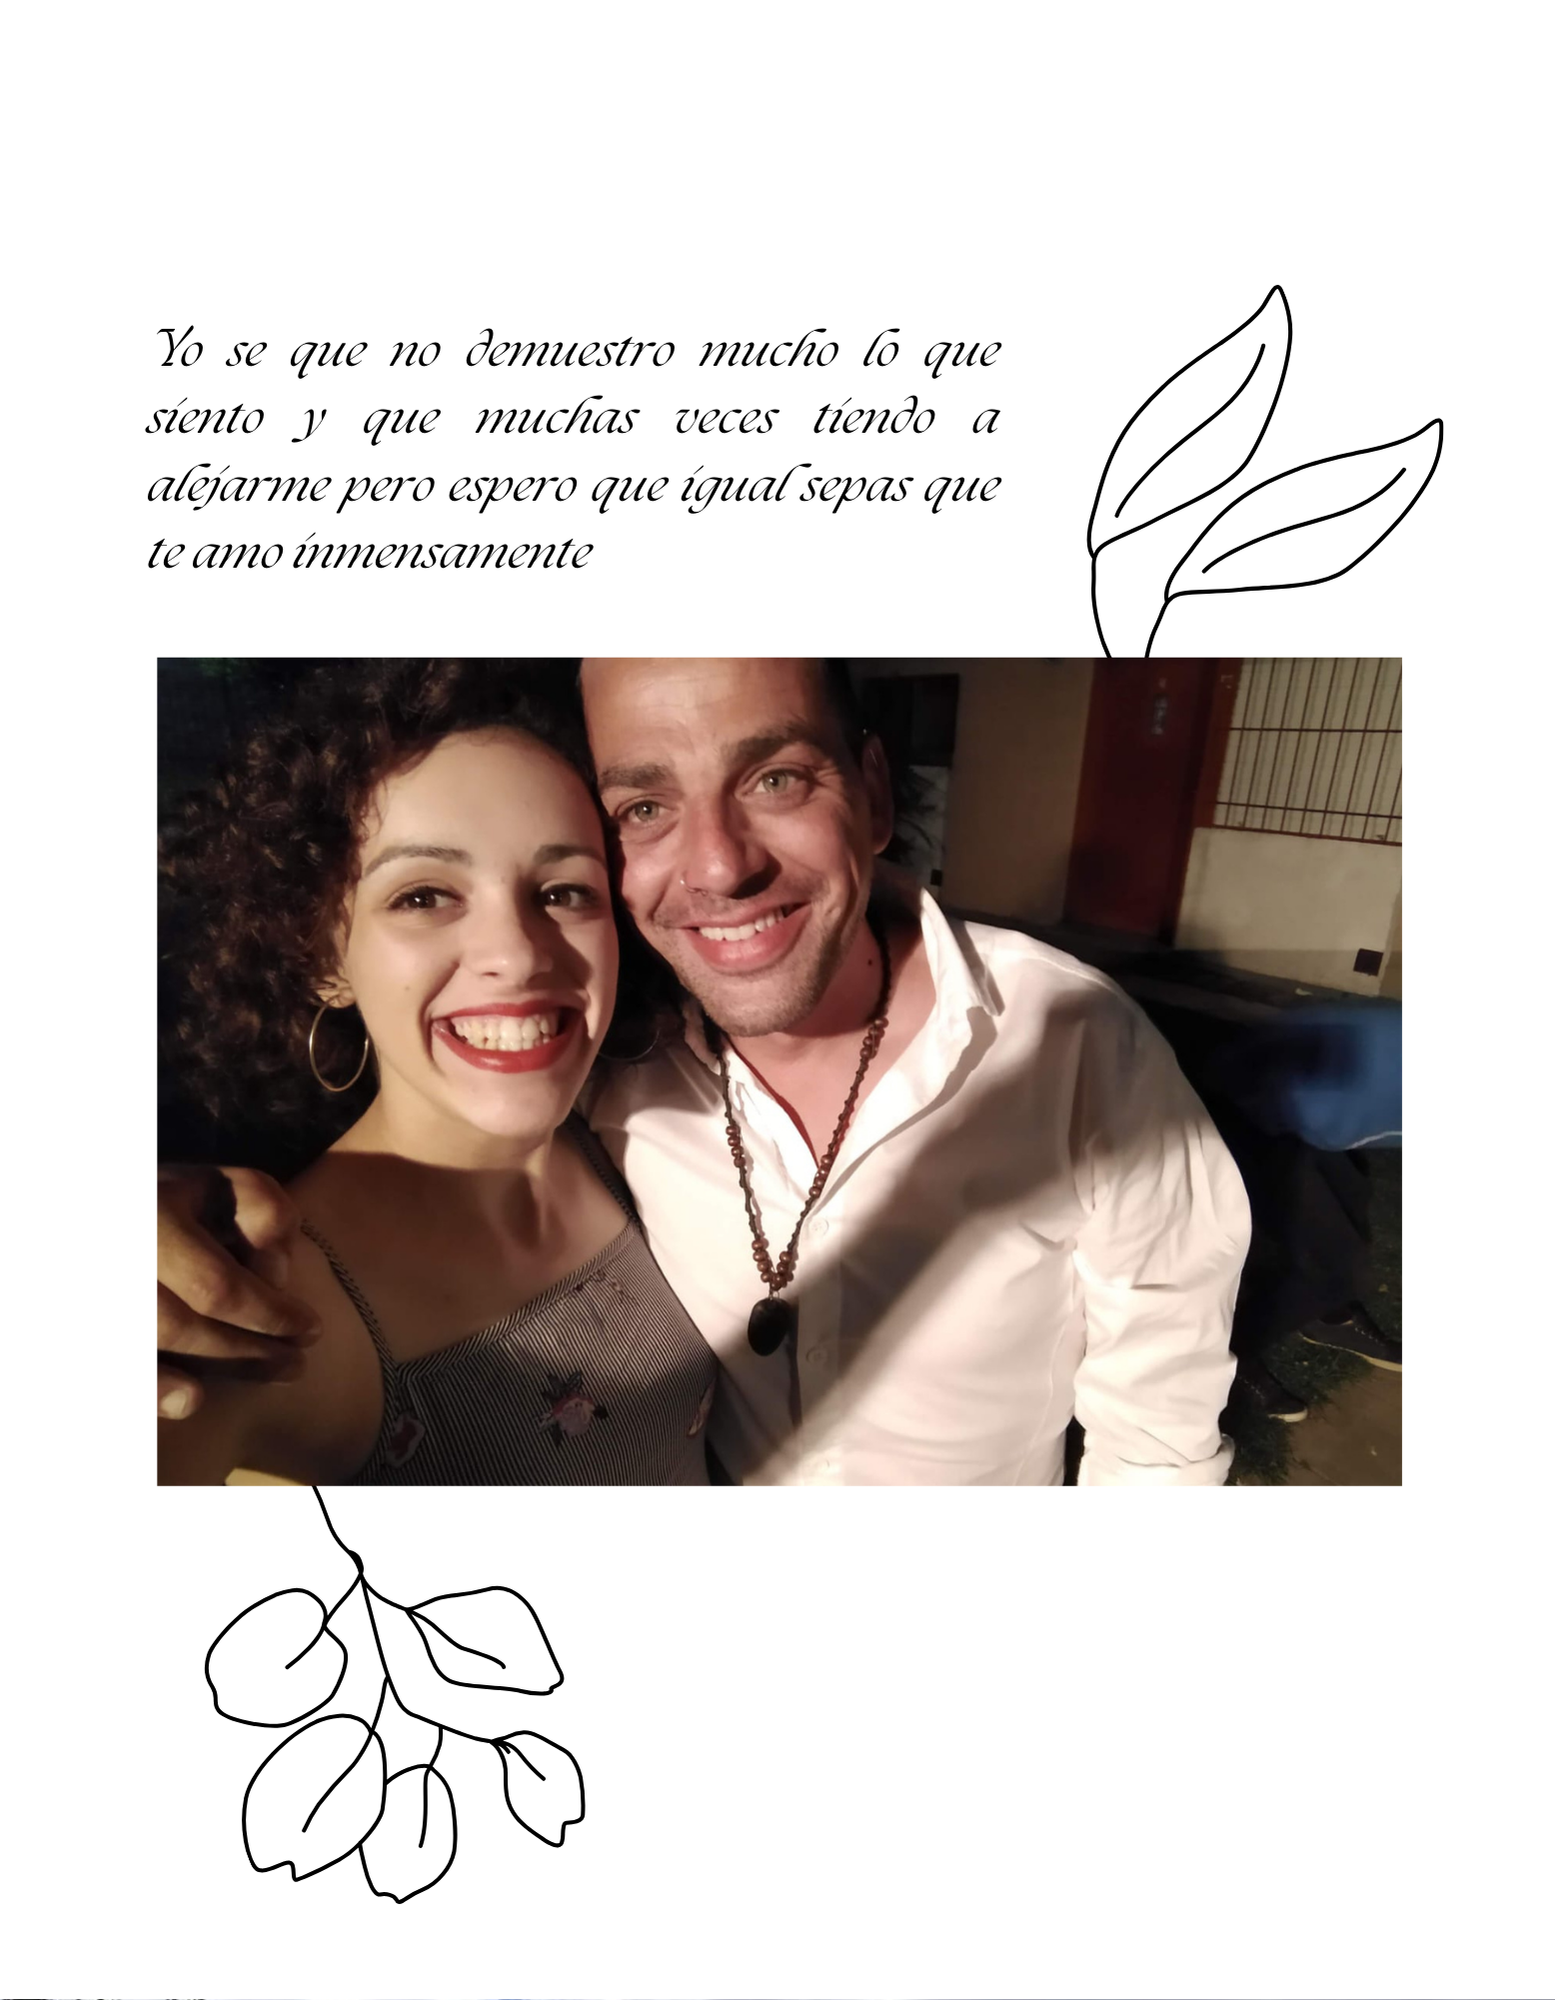 Yo se que no demuestro mucho lo que
siento y que muchas veces tiendo a
alejarme pero espero que igual sepas que
te amo inmensamente